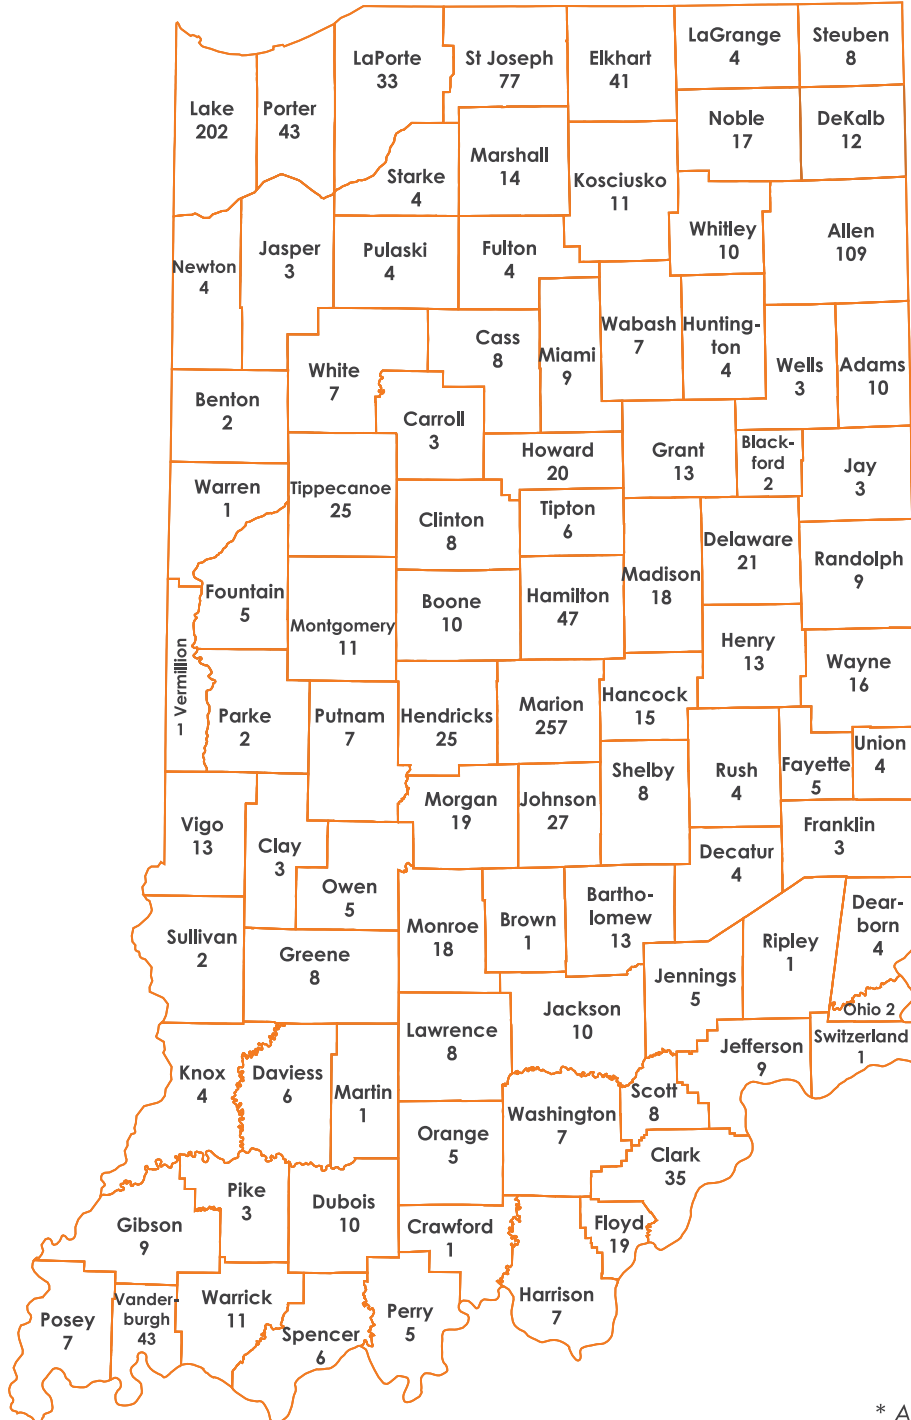 LaGrange
4
Steuben
8
LaPorte
33
St Joseph
77
Elkhart
41
Lake
202
Porter
43
Noble
17
DeKalb
12
Marshall
14
Starke
4
Kosciusko
11
Whitley
10
Allen
109
Newton
4
Jasper
3
Pulaski
4
Fulton
4
Wabash
7
Hunting-
ton
4
Cass
8
Miami
9
White
7
Wells
3
Adams
10
Benton
2
Carroll
3
Howard
20
Grant
13
Black-
ford
2
Jay
3
Warren
1
Tippecanoe
25
Clinton
8
Tipton
6
Delaware
21
Randolph
9
Madison
18
Fountain
5
Boone
10
Hamilton
47
Montgomery
11
Henry
13
Wayne
16
1 Vermillion
Parke
2
Putnam
7
Hendricks
25
Marion
257
Hancock
15
Union
4
Shelby
8
Rush
4
Fayette
5
Morgan
19
Johnson
27
Vigo
13
Clay
3
Franklin
3
Decatur
4
Owen
5
Monroe
18
Brown
1
Bartho-
lomew
13
Dear-
born
4
Sullivan
2
Greene
8
Ripley
1
Jennings
5
Jackson
10
Ohio 2
Lawrence
8
Switzerland
1
Jefferson
9
Knox
4
Daviess
6
Martin
1
Scott
8
Washington
7
Orange
5
Clark
35
Pike
3
Dubois
10
Gibson
9
Crawford
1
Floyd
19
Harrison
7
Warrick
11
Vander-
burgh
43
Posey
7
Perry
5
Spencer
6
* A